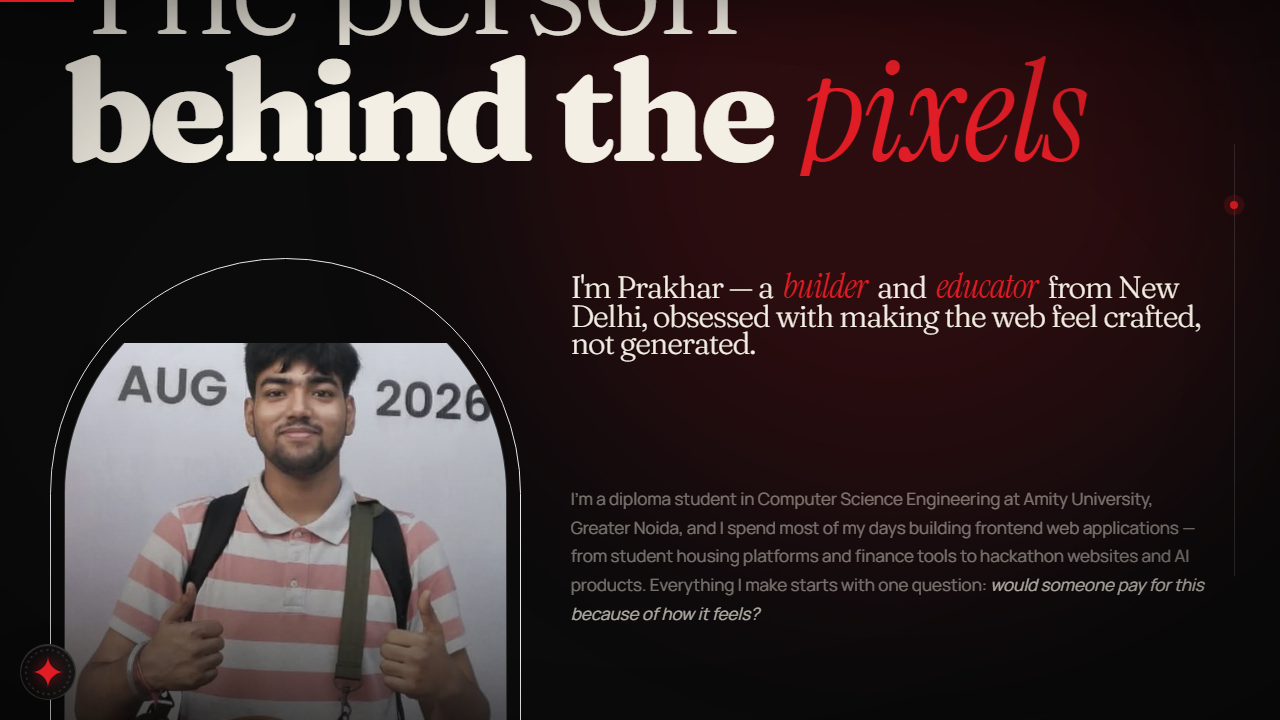 The person
behind the pixels
AUG 2026
I'm Prakhar — a builder and educator from New
Delhi, obsessed with making the web feel crafted,
not generated.
I'm a diploma student in Computer Science Engineering at Amity University,
Greater Noida, and I spend most of my days building frontend web applications —
from student housing platforms and finance tools to hackathon websites and AI
products. Everything I make starts with one question: would someone pay for this
because of how it feels?